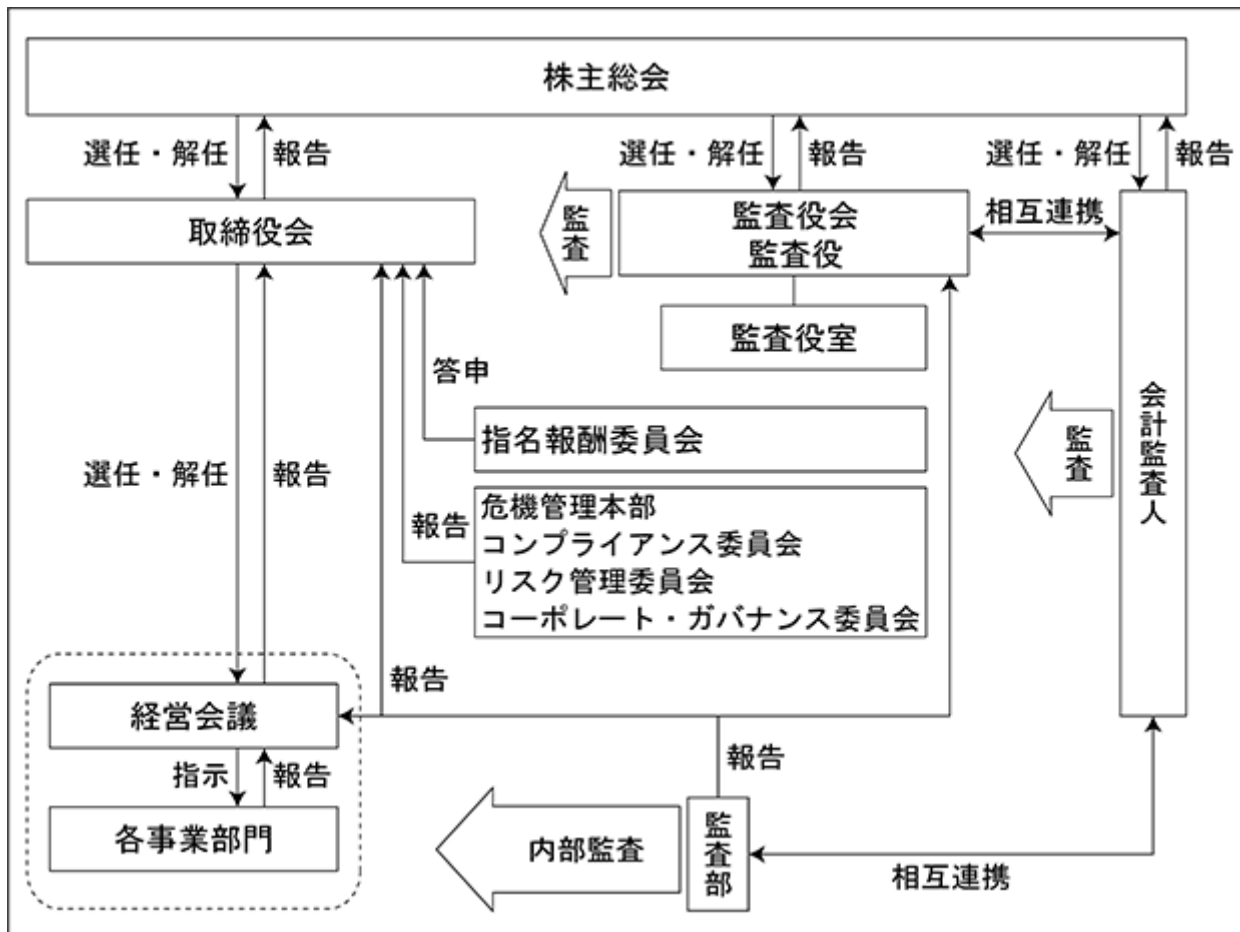 株主総会
選任・解任
報告
選任・解任
報告
選任・解任
報告
取締役会
監査
監査役会
監査役
相互連携
監査役室
答申
指名報酬委員会
会計監査人
監査
選任・解任
報告
報告
危機管理本部
コンプライアンス委員会
リスク管理委員会
コーポレート・ガバナンス委員会
報告
経営会議
指示
報告
報告
各事業部門
内部監査
監査部
相互連携